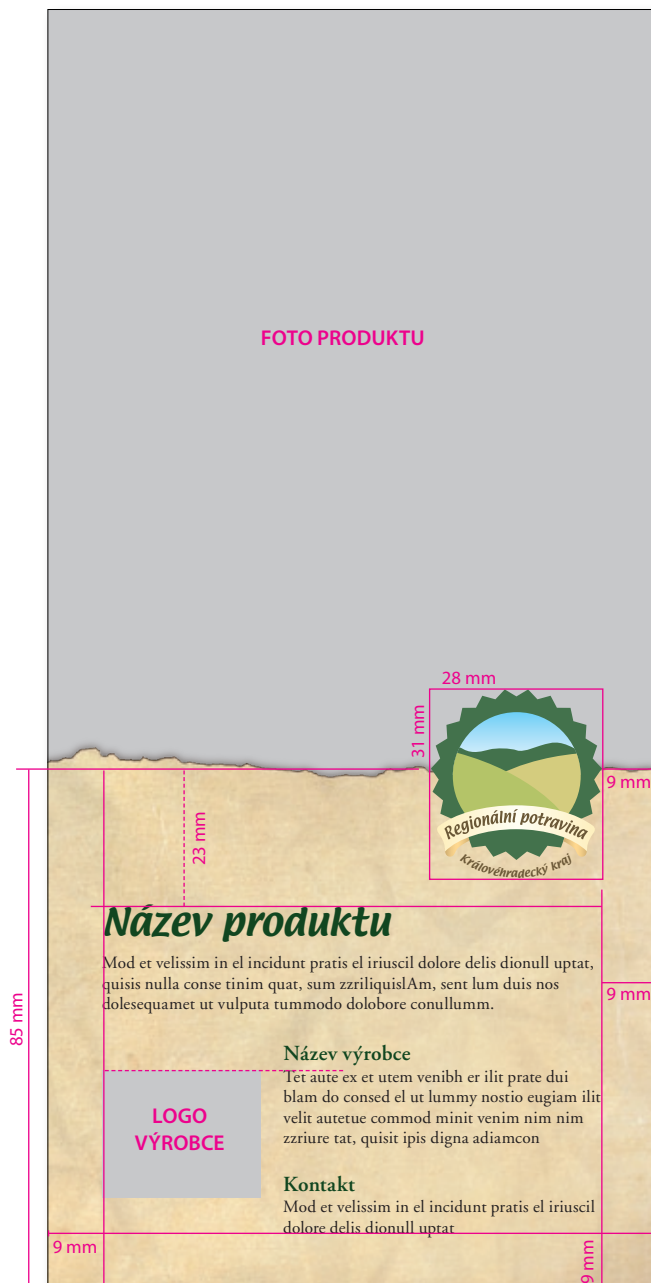 FOTO PRODUKTU
28 mm
31 mm
9 mm
Regionální potravina
Královéhradecký kraj
23 mm
85 mm
Název produktu
Mod et velissim in el incidunt pratis el iriuscil dolore delis dionull uptat,
quisis nulla conse tinim quat, sum zzriliquislAm, sent lum duis nos
dolesequamet ut vulputa tummodo dolobore conullumm.
9 mm
Název výrobce
Tet aute ex et utem venibh er ilit prate dui
blam do consed el ut lummy nostio eugiam ilit
velit autetue commod minit venim nim nim
zzriure tat, quisit ipis digna adiamcon
LOGO
VÝROBCE
Kontakt
Mod et velissim in el incidunt pratis el iriuscil
dolore delis dionull uptat
9 mm
9 mm